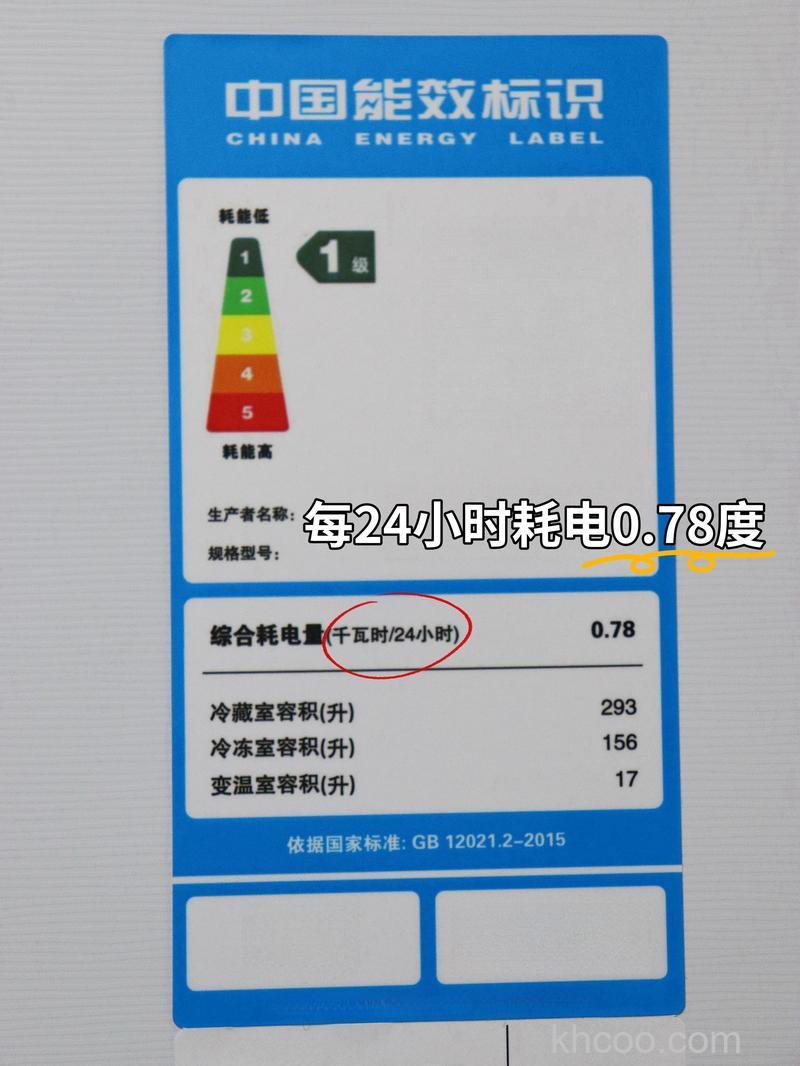 中国能效标识
CHINA ENERGY LABEL
耗能低
1
1级
2
3
4
5
耗能高
生产者名称:
每24小时耗电0.78度
规格型号:
综合耗电量(千瓦时/24小时) 0.78
冷藏室容积(升) 293
冷冻室容积(升) 156
变温室容积(升) 17
依据国家标准: GB 12021.2-2015
khcoo.com